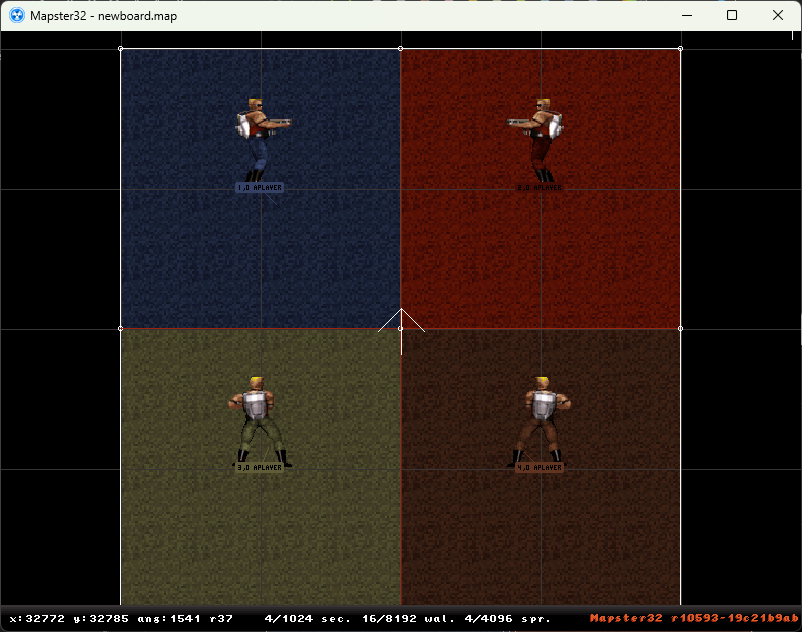 Mapster32 - newboard.map
1,0 APLAYER
2,0 APLAYER
3,0 APLAYER
4,0 APLAYER
x:32772 y:32785 ang:1541 r37 4/1024 sec. 16/8192 wal. 4/4096 spr. Mapster32 r10593-19c21b9ab